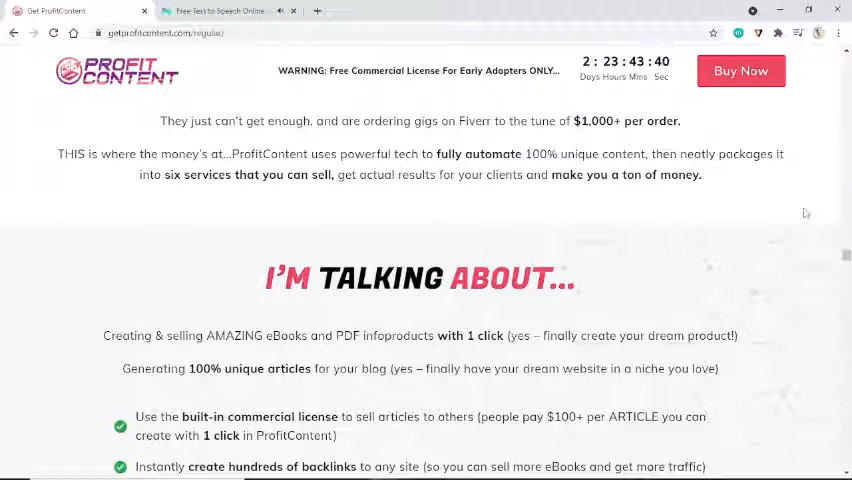 Get ProfitContent
Free Text to Speech Online
getprofitcontent.com/regular/
PROFIT CONTENT
WARNING: Free Commercial License For Early Adopters ONLY...
2 : 23 : 43 : 40
Days Hours Mins Sec
Buy Now
They just can't get enough, and are ordering gigs on Fiverr to the tune of $1,000+ per order.
THIS is where the money's at...ProfitContent uses powerful tech to fully automate 100% unique content, then neatly packages it
into six services that you can sell, get actual results for your clients and make you a ton of money.
I'M TALKING ABOUT...
Creating & selling AMAZING eBooks and PDF infoproducts with 1 click (yes – finally create your dream product!)
Generating 100% unique articles for your blog (yes – finally have your dream website in a niche you love)
Use the built-in commercial license to sell articles to others (people pay $100+ per ARTICLE you can
create with 1 click in ProfitContent)
Instantly create hundreds of backlinks to any site (so you can sell more eBooks and get more traffic)